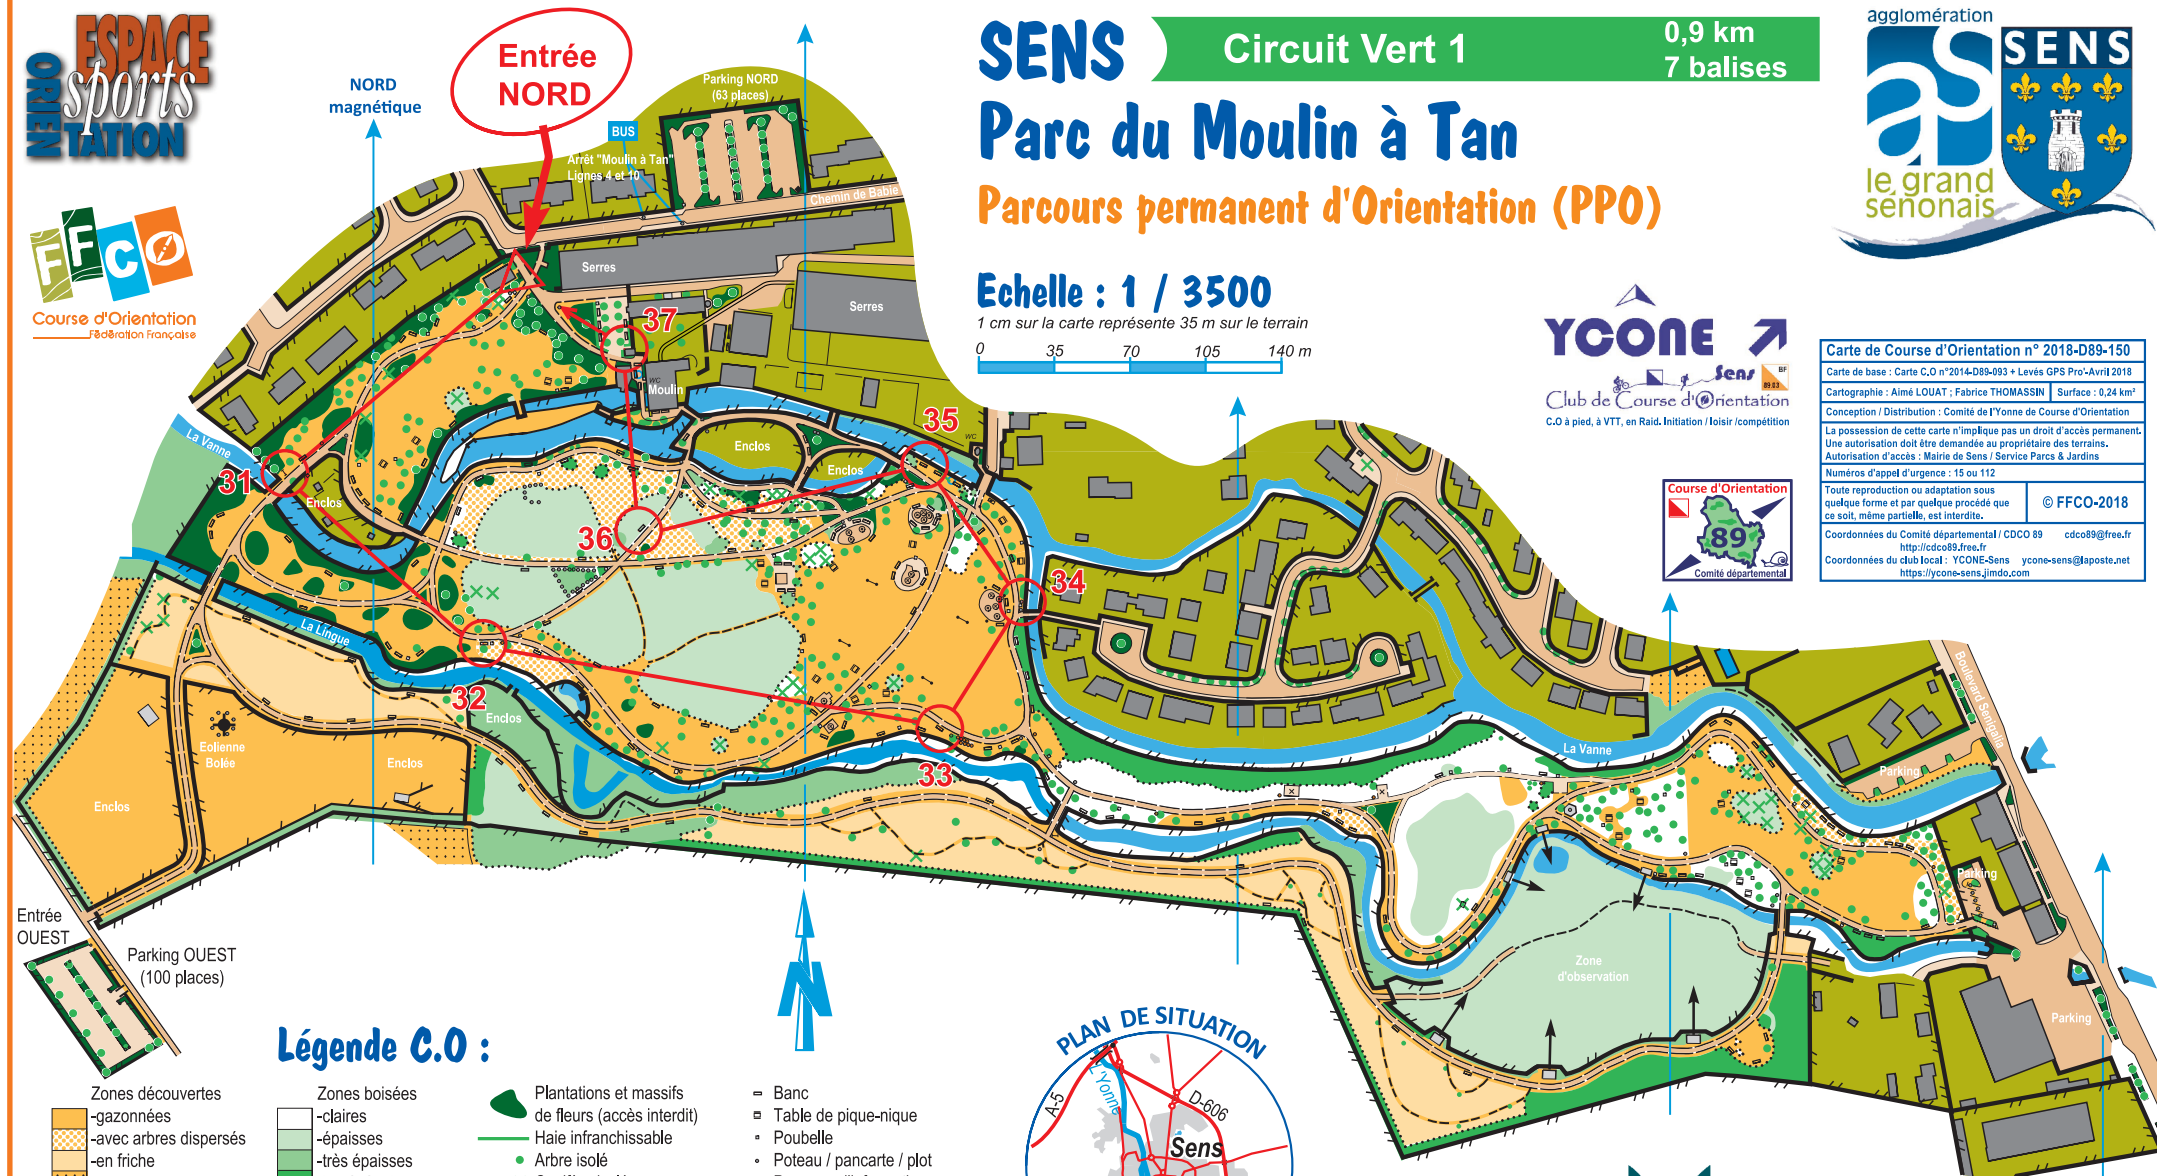 ESPACE
sports
ORIEN
TATION
FFCO
Course d'Orientation
Fédération Française
NORD
magnétique
Entrée
NORD
BUS
Arrêt "Moulin à Tan"
Lignes 4 et 10
Parking NORD
(63 places)
Chemin de Babie
SENS
Circuit Vert 1
0,9 km
7 balises
Parc du Moulin à Tan
Parcours permanent d'Orientation (PPO)
Echelle : 1 / 3500
1 cm sur la carte représente 35 m sur le terrain
0 35 70 105 140 m
agglomération
as
le grand
sénonais
SENS
YCONE
Sens
BF
89 03
Club de Course d'Orientation
C.O à pied, à VTT, en Raid. Initiation / loisir /compétition
Course d'Orientation
89
Comité départemental
Carte de Course d'Orientation n° 2018-D89-150
Carte de base : Carte C.O n°2014-D89-093 + Levés GPS Pro'-Avril 2018
Cartographie : Aimé LOUAT ; Fabrice THOMASSIN
Surface : 0,24 km²
Conception / Distribution : Comité de l'Yonne de Course d'Orientation
La possession de cette carte n'implique pas un droit d'accès permanent.
Une autorisation doit être demandée au propriétaire des terrains.
Autorisation d'accès : Mairie de Sens / Service Parcs & Jardins
Numéros d'appel d'urgence : 15 ou 112
Toute reproduction ou adaptation sous
quelque forme et par quelque procédé que
ce soit, même partielle, est interdite.
© FFCO-2018
Coordonnées du Comité départemental / CDCO 89 cdco89@free.fr
http://cdco89.free.fr
Coordonnées du club local : YCONE-Sens ycone-sens@laposte.net
https://ycone-sens.jimdo.com
Serres
Serres
37
WC
Moulin
La Vanne
31
Enclos
35
WC
Enclos
Enclos
36
34
La Lingue
32
Enclos
33
Eolienne
Bolée
Enclos
Enclos
La Vanne
Boulevard Senigallia
Parking
Parking
Zone
d'observation
Parking
Entrée
OUEST
Parking OUEST
(100 places)
N
PLAN DE SITUATION
A-5
L'Yonne
D-606
Sens
Légende C.O :
Zones découvertes
-gazonnées
-avec arbres dispersés
-en friche
Zones boisées
-claires
-épaisses
-très épaisses
Plantations et massifs
de fleurs (accès interdit)
Haie infranchissable
Arbre isolé
Banc
Table de pique-nique
Poubelle
Poteau / pancarte / plot